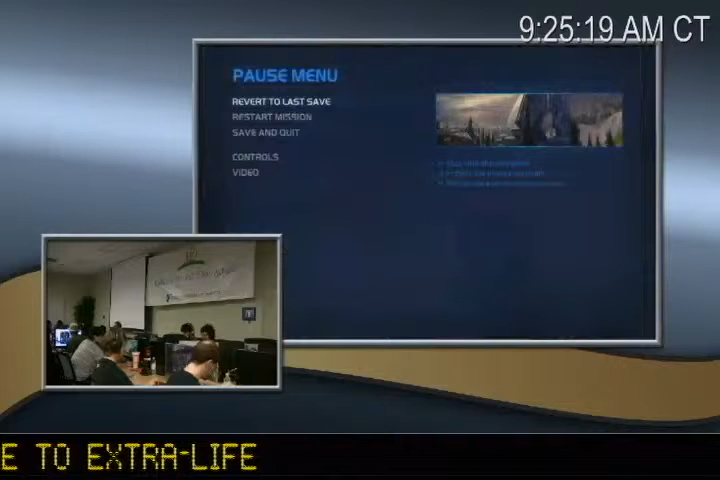 9:25:19 AM CT
PAUSE MENU
REVERT TO LAST SAVE
RESTART MISSION
SAVE AND QUIT
CONTROLS
VIDEO
E TO EXTRA-LIFE